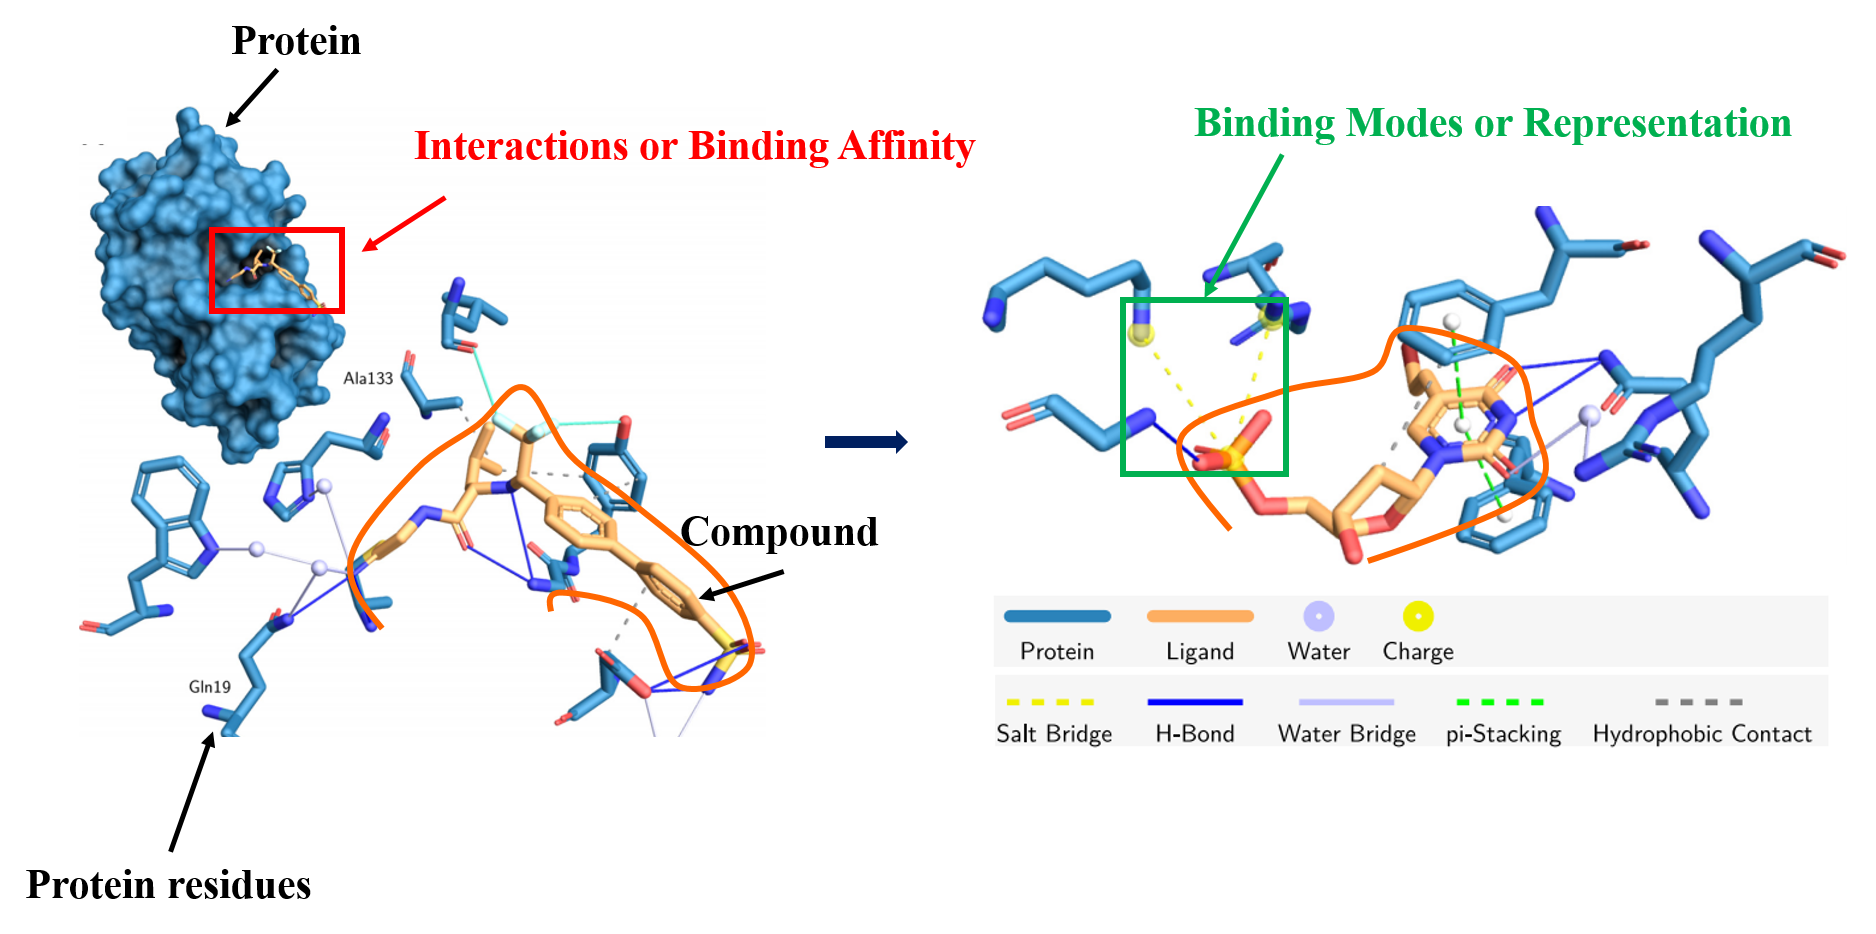 Protein
Interactions or Binding Affinity
Binding Modes or Representation
Ala133
Compound
Gln19
Protein residues
Protein Ligand Water Charge
Salt Bridge H-Bond Water Bridge pi-Stacking Hydrophobic Contact